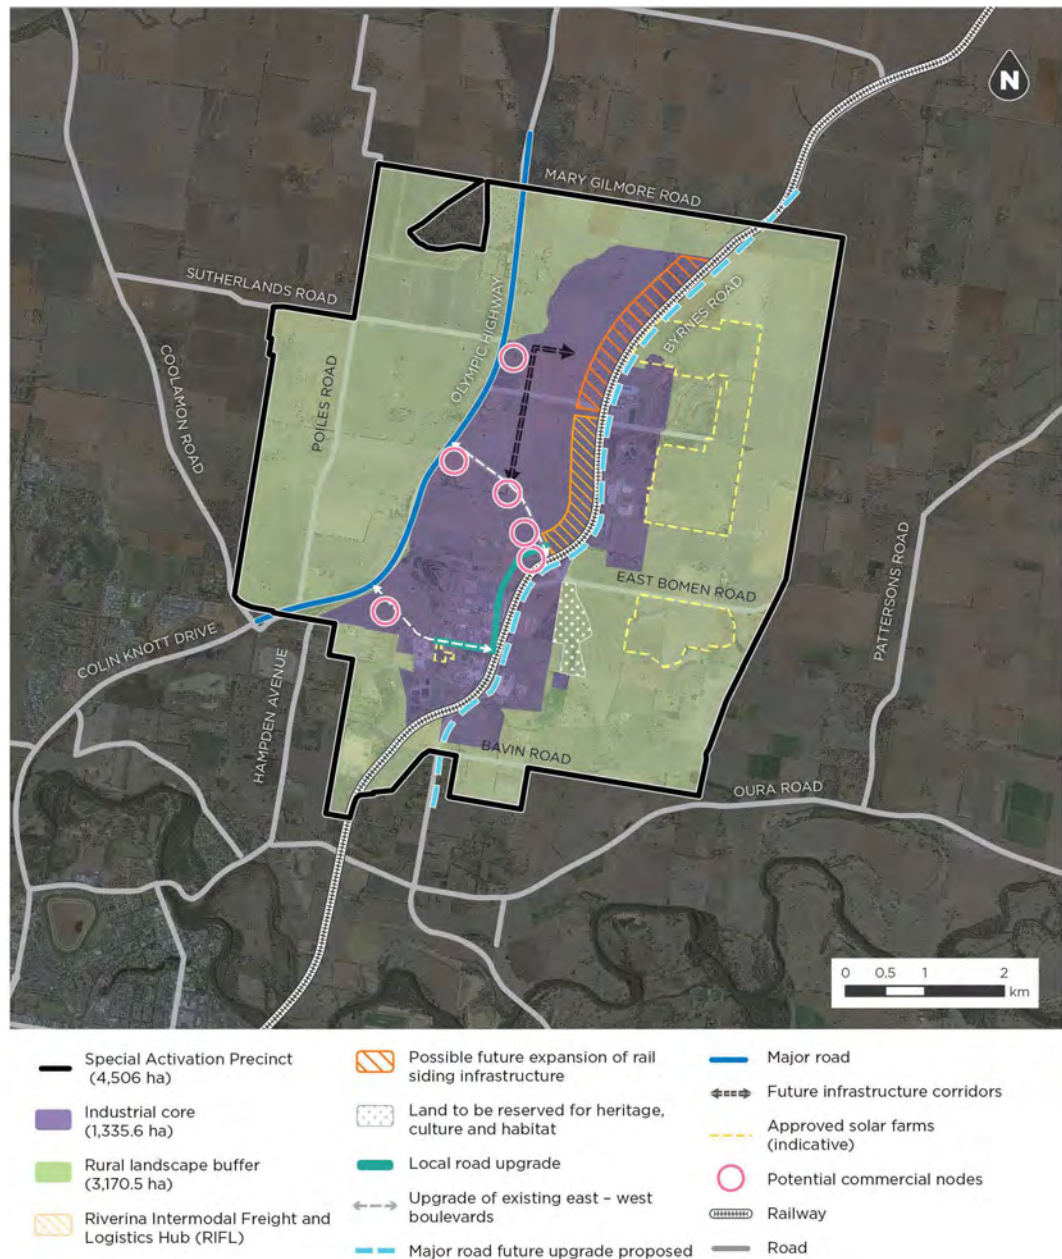 N
MARY GILMORE ROAD
SUTHERLANDS ROAD
OLYMPIC HIGHWAY
BYRNES ROAD
COOLAMON ROAD
POILES ROAD
PATTERSONS ROAD
EAST BOMEN ROAD
COLIN KNOTT DRIVE
HAMPDEN AVENUE
BAVIN ROAD
OURA ROAD
0 0.5 1 2
km
Special Activation Precinct
(4,506 ha)
Industrial core
(1,335.6 ha)
Rural landscape buffer
(3,170.5 ha)
Riverina Intermodal Freight and
Logistics Hub (RIFL)
Possible future expansion of rail
siding infrastructure
Land to be reserved for heritage,
culture and habitat
Local road upgrade
Upgrade of existing east – west
boulevards
Major road future upgrade proposed
Major road
Future infrastructure corridors
Approved solar farms
(indicative)
Potential commercial nodes
Railway
Road